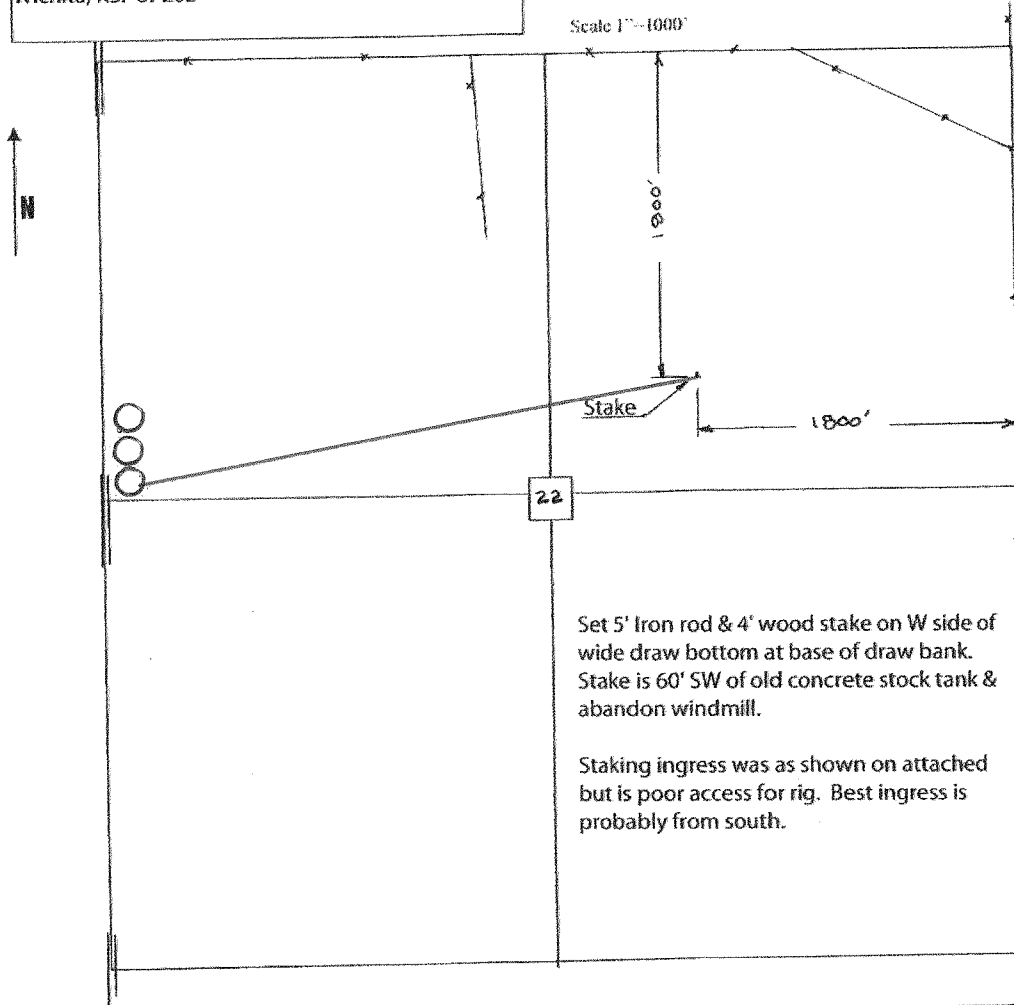 Scale 1"=1000'
N
1800'
Stake
1800'
22
Set 5' Iron rod & 4' wood stake on W side of
wide draw bottom at base of draw bank.
Stake is 60' SW of old concrete stock tank &
abandon windmill.
Staking ingress was as shown on attached
but is poor access for rig. Best ingress is
probably from south.